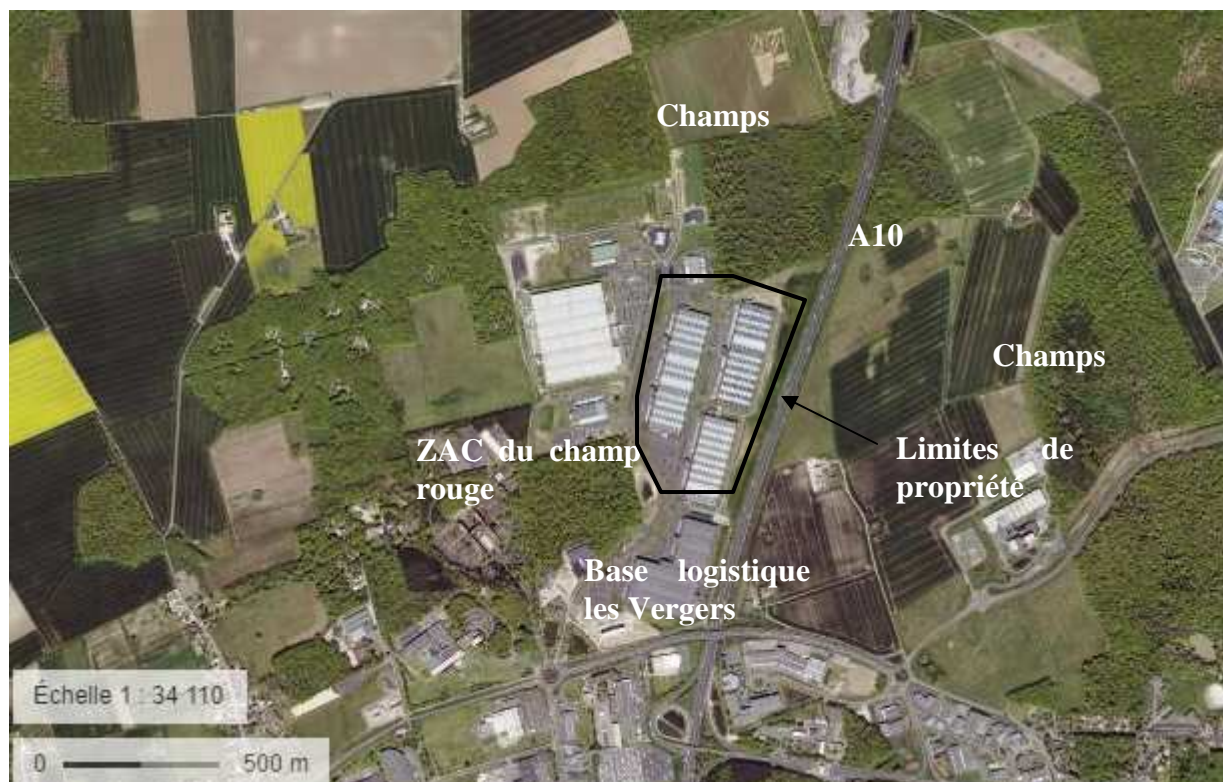 Champs
A10
Champs
ZAC du champ
rouge
Limites de
propriété
Base logistique
les Vergers
Échelle 1 : 34 110
0 500 m